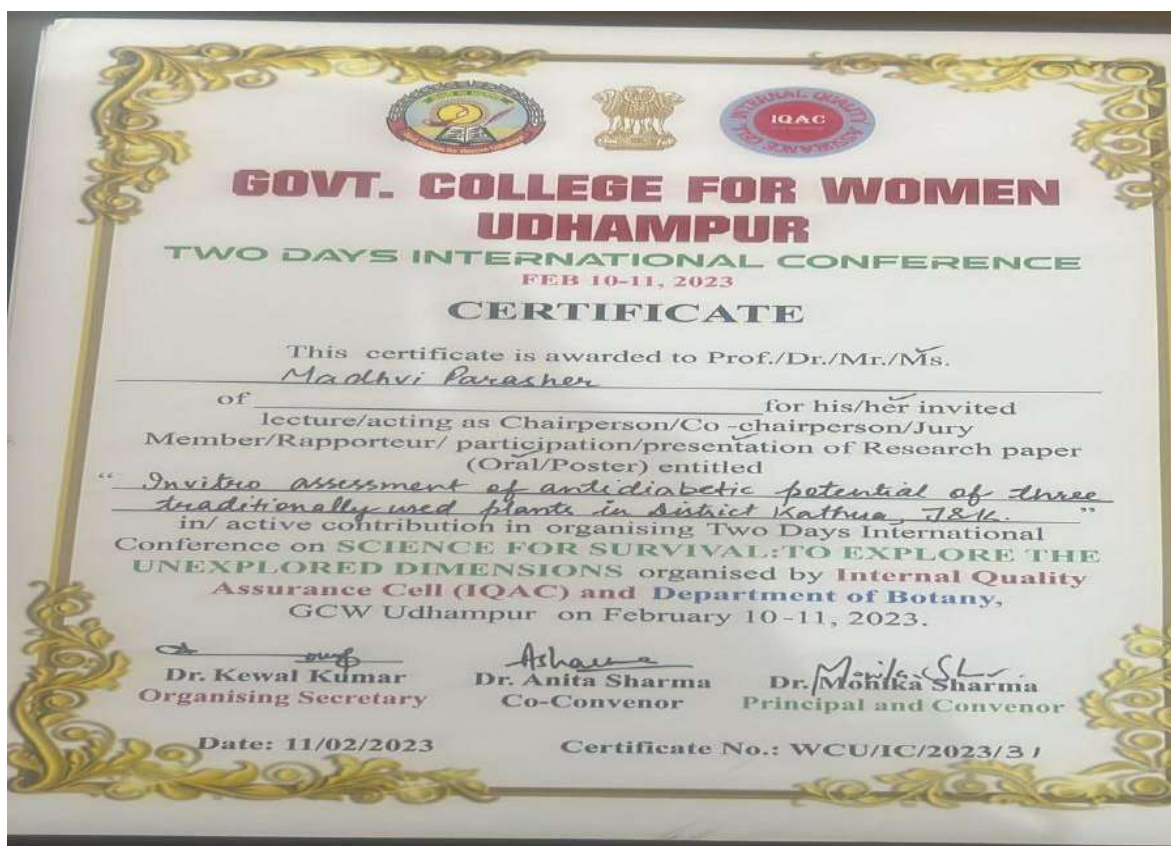 INTERNAL QUALITY ASSURANCE CELL
IQAC
GOVT. COLLEGE FOR WOMEN
UDHAMPUR
TWO DAYS INTERNATIONAL CONFERENCE
FEB 10-11, 2023
CERTIFICATE
This certificate is awarded to Prof./Dr./Mr./Ms.
Madhvi Parasher
of for his/her invited
lecture/acting as Chairperson/Co -chairperson/Jury
Member/Rapporteur/ participation/presentation of Research paper
(Oral/Poster) entitled
“ Invitro assessment of antidiabetic potential of three
traditionally used plants in District Kathua, J&K. ”
in/ active contribution in organising Two Days International
Conference on SCIENCE FOR SURVIVAL:TO EXPLORE THE
UNEXPLORED DIMENSIONS organised by Internal Quality
Assurance Cell (IQAC) and Department of Botany,
GCW Udhampur on February 10-11, 2023.
Dr. Kewal Kumar Dr. Anita Sharma Dr. Monika Sharma
Organising Secretary Co-Convenor Principal and Convenor
Date: 11/02/2023 Certificate No.: WCU/IC/2023/31